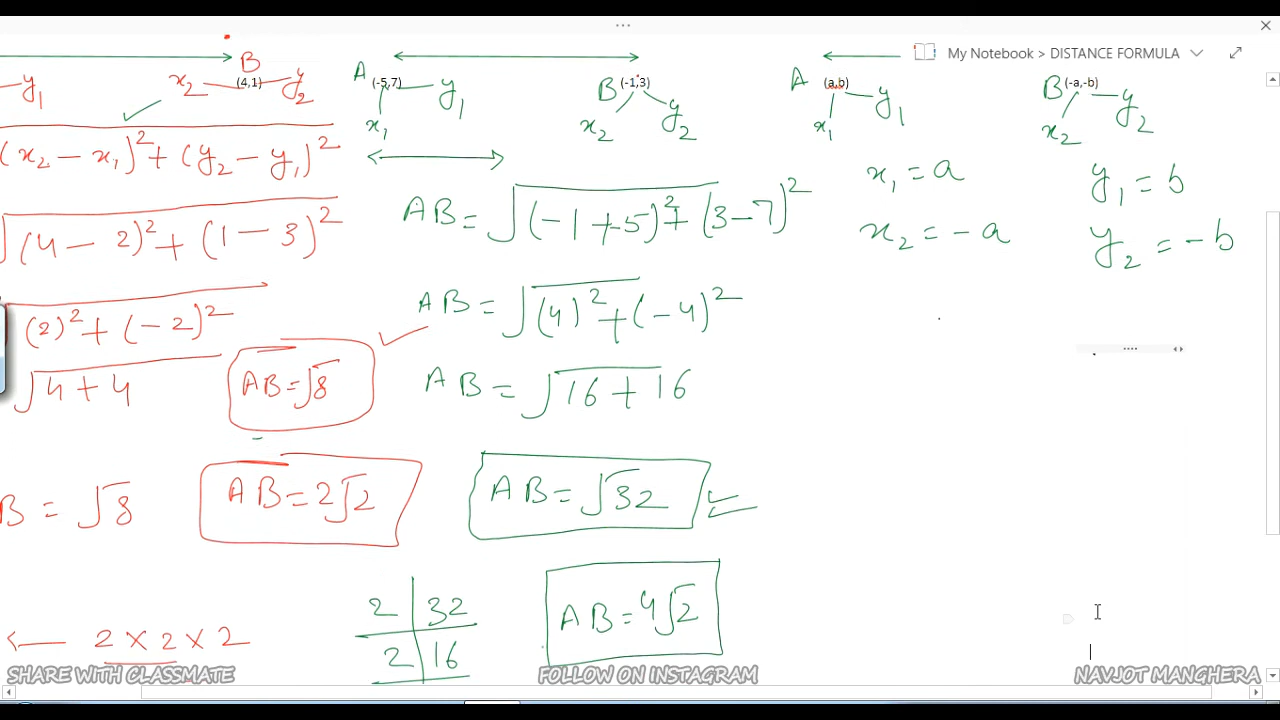 My Notebook > DISTANCE FORMULA
y₁ x₂ B (4,1) y₂
(x₂ - x₁)² + (y₂ - y₁)²
√(4 - 2)² + (1 - 3)²
(2)² + (-2)²
√4 + 4
AB = √8
B = √8
AB = 2√2
2 × 2 × 2
A (-5,7) y₁
x₁
B (-1,3)
x₂ y₂
AB = √(-1 + 5)² + (3 - 7)²
AB = √(4)² + (-4)²
AB = √16 + 16
AB = √32
2 | 32
2 | 16
AB = 4√2
A (a,b) y₁
x₁
B (-a,-b) y₂
x₂
x₁ = a
y₁ = b
x₂ = -a
y₂ = -b
SHARE WITH CLASSMATE
FOLLOW ON INSTAGRAM
NAVJOT MANGHERA